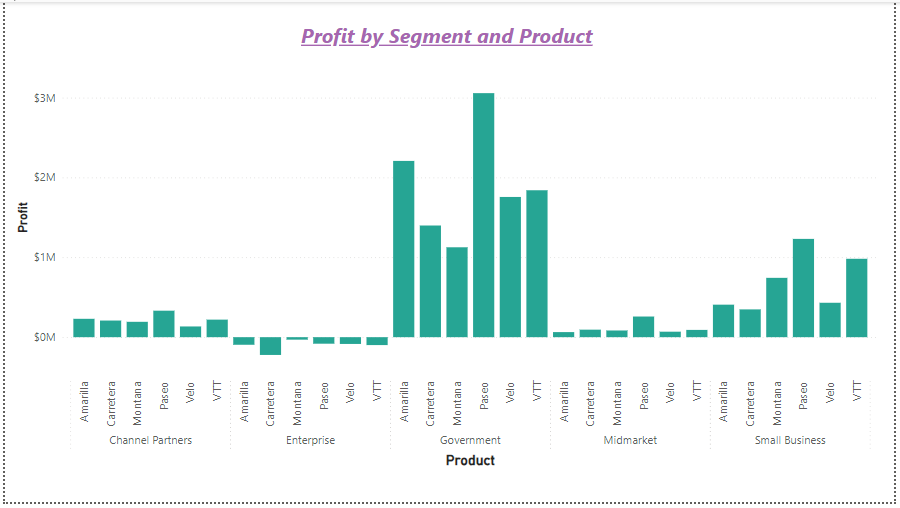 Profit by Segment and Product
$3M
$2M
$1M
$0M
Profit
Amarilla
Carretera
Montana
Paseo
Velo
VTT
Amarilla
Carretera
Montana
Paseo
Velo
VTT
Amarilla
Carretera
Montana
Paseo
Velo
VTT
Amarilla
Carretera
Montana
Paseo
Velo
VTT
Amarilla
Carretera
Montana
Paseo
Velo
VTT
Channel Partners
Enterprise
Government
Midmarket
Small Business
Product